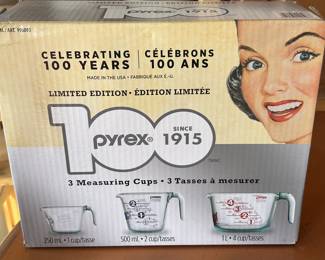 CELEBRATING 100 YEARS
CÉLÉBRONS 100 ANS
MADE IN THE USA • FABRIQUÉ AUX É.-U.
LIMITED EDITION • ÉDITION LIMITÉE
100
pyrex®
SINCE 1915
3 Measuring Cups • 3 Tasses à mesurer
250 ml • 1 cup/tasse
500 ml • 2 cup/tasses
1L • 4 cup/tasses